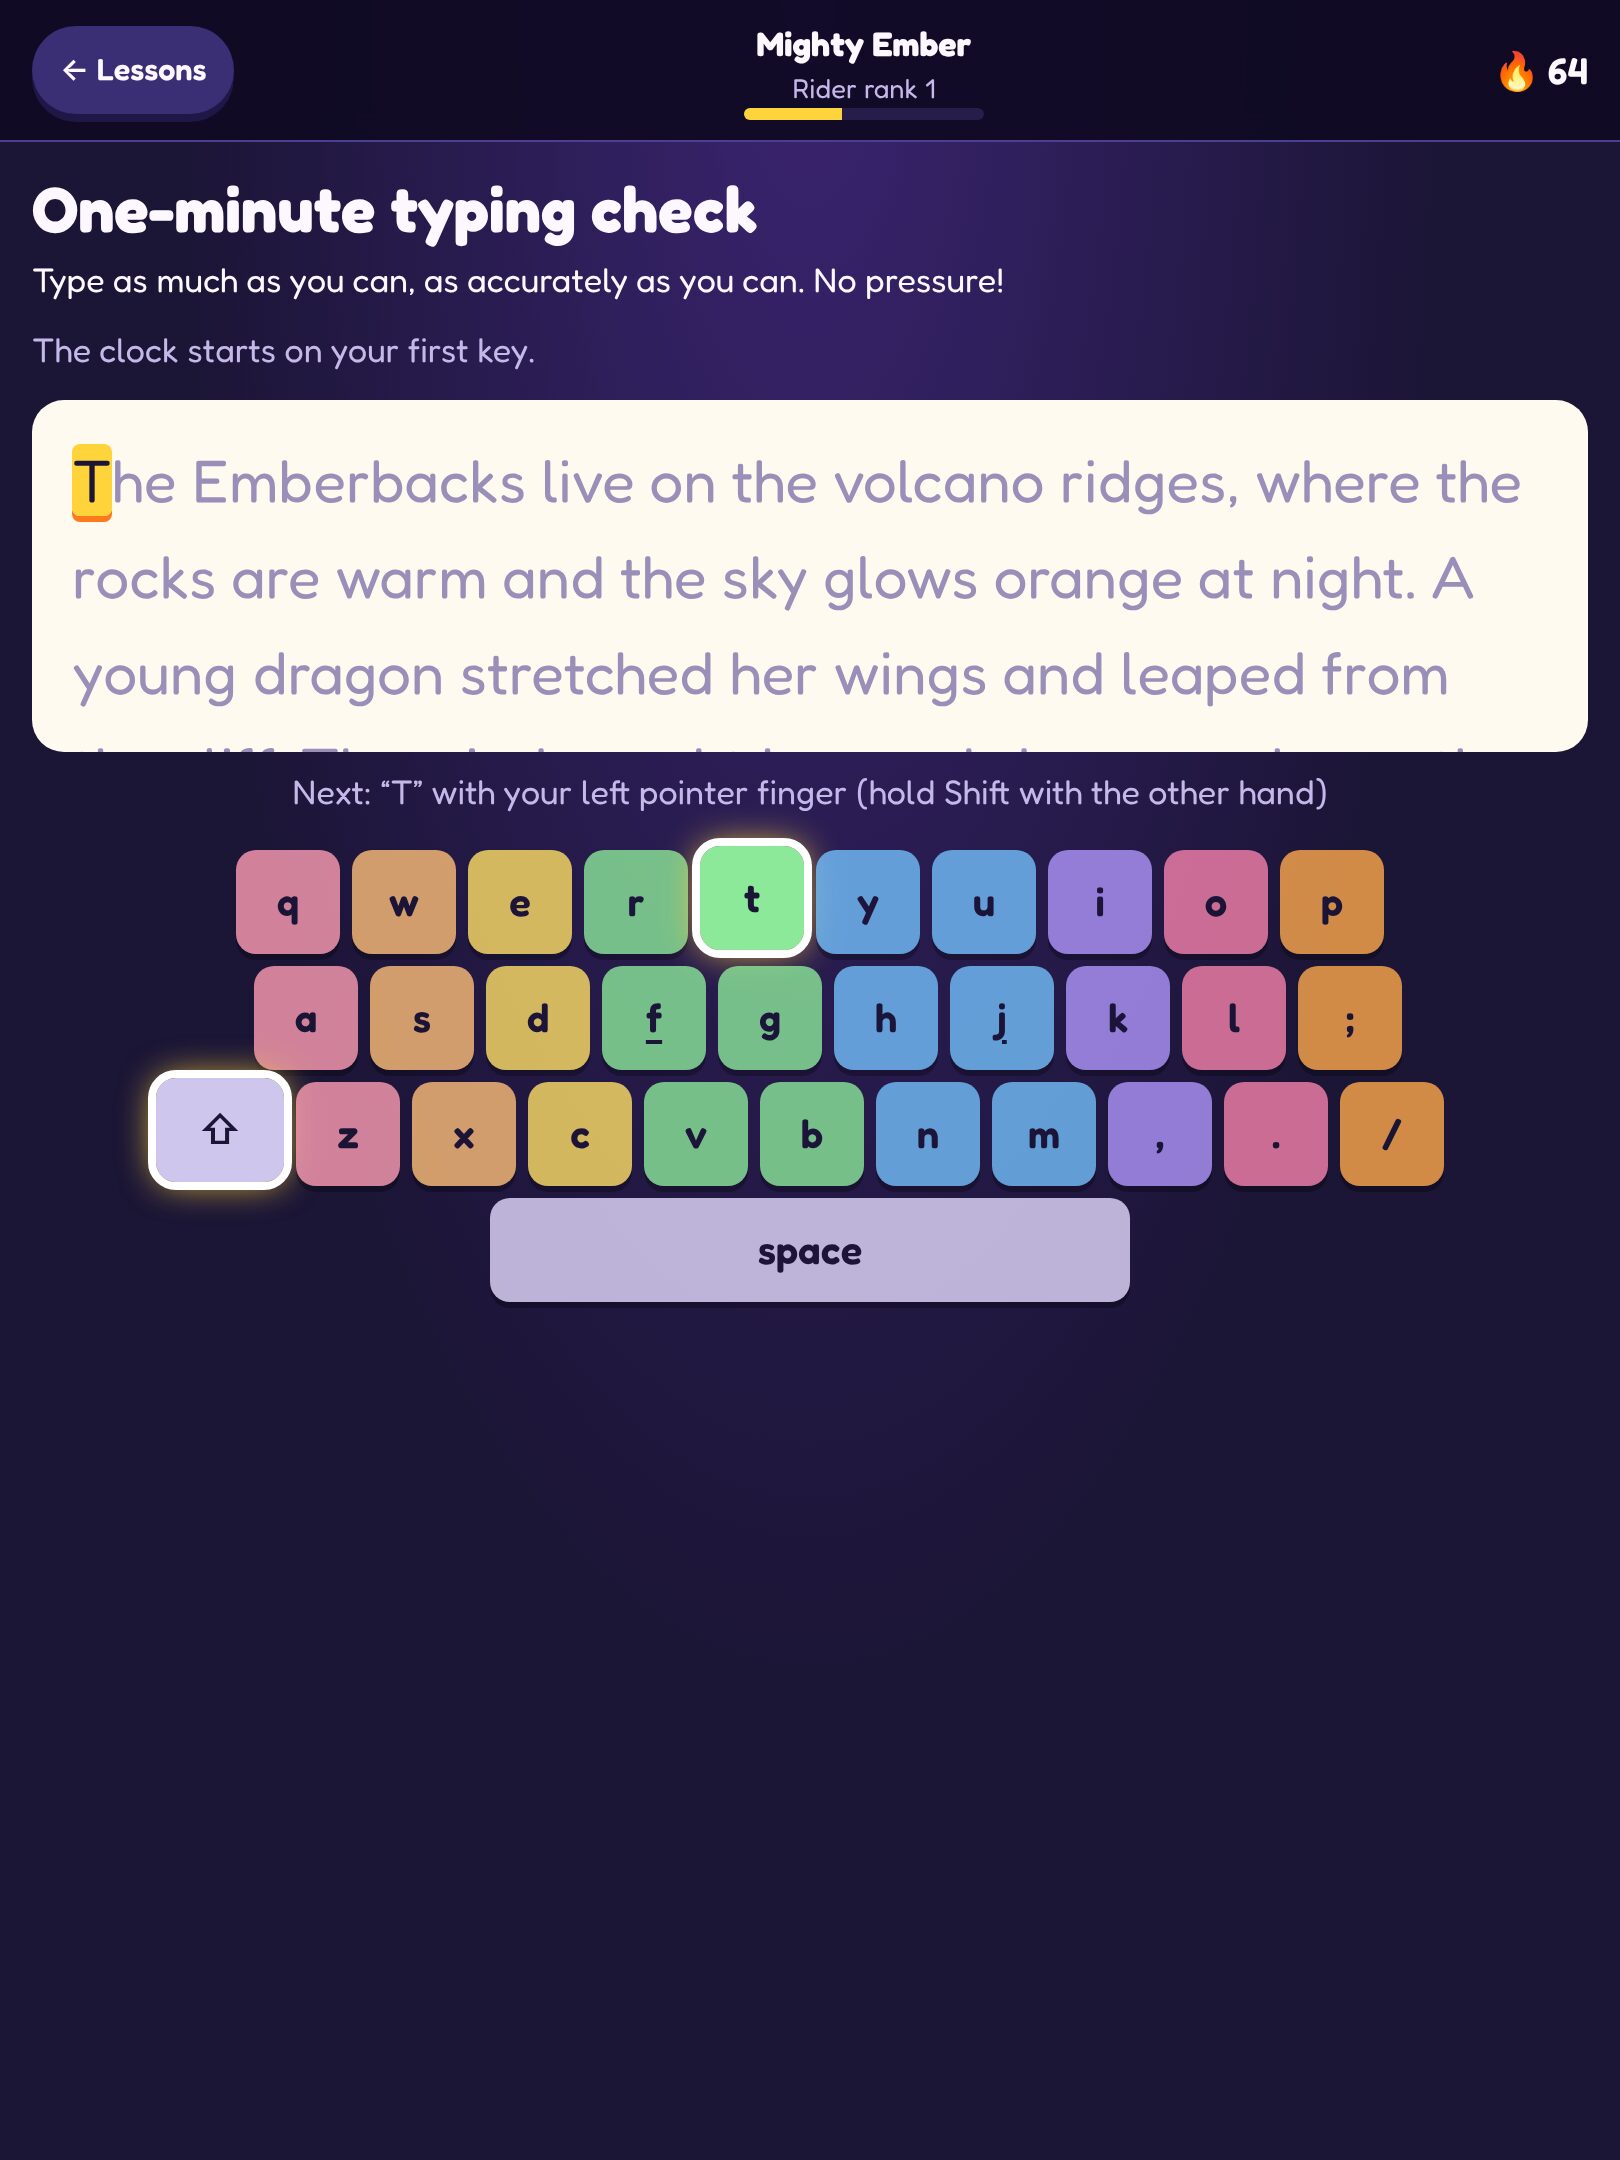 ← Lessons
Mighty Ember
Rider rank 1
🔥 64
One-minute typing check
Type as much as you can, as accurately as you can. No pressure!
The clock starts on your first key.
The Emberbacks live on the volcano ridges, where the
rocks are warm and the sky glows orange at night. A
young dragon stretched her wings and leaped from
Next: “T” with your left pointer finger (hold Shift with the other hand)
q w e r t y u i o p
a s d f g h j k l ;
⇧ z x c v b n m , . /
space